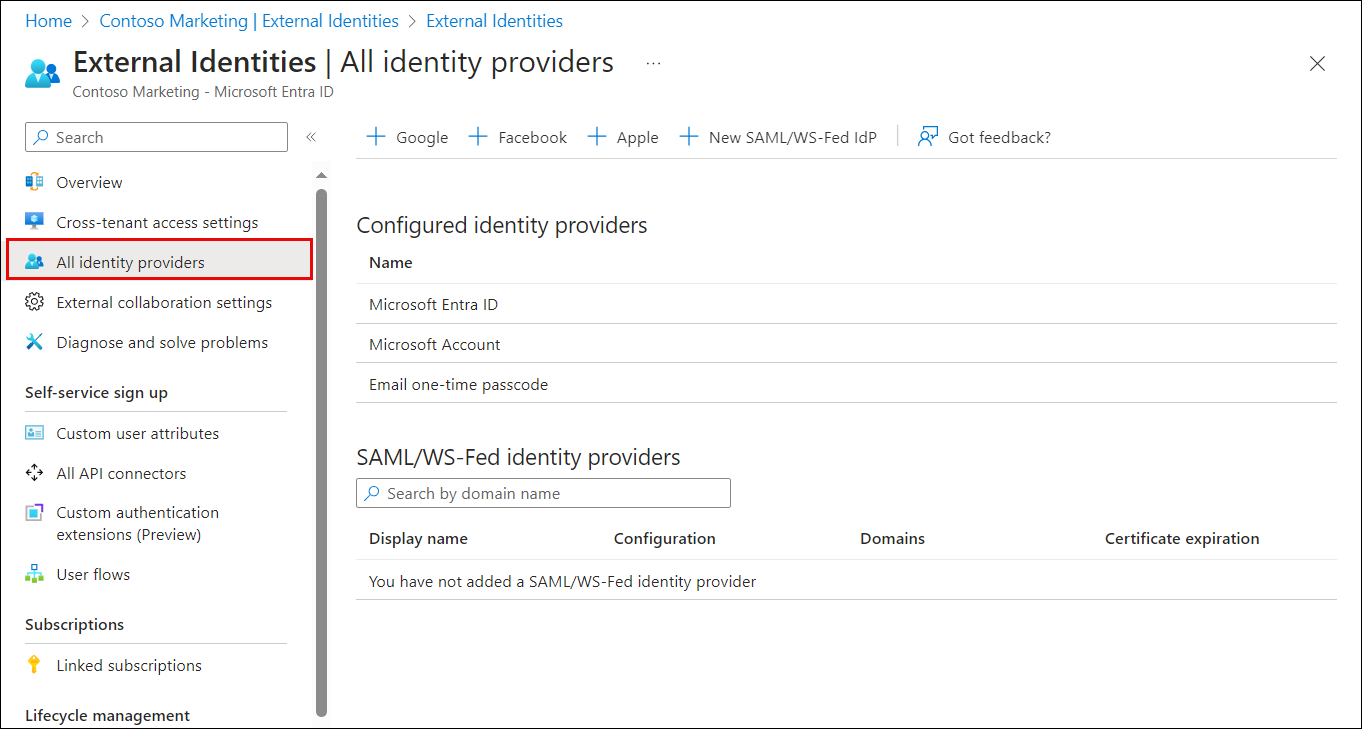 Home > Contoso Marketing | External Identities > External Identities
External Identities | All identity providers ...
Contoso Marketing - Microsoft Entra ID
Search «
Overview
Cross-tenant access settings
All identity providers
External collaboration settings
Diagnose and solve problems
Self-service sign up
Custom user attributes
All API connectors
Custom authentication
extensions (Preview)
User flows
Subscriptions
Linked subscriptions
Lifecycle management
+ Google + Facebook + Apple + New SAML/WS-Fed IdP | Got feedback?
Configured identity providers
Name
Microsoft Entra ID
Microsoft Account
Email one-time passcode
SAML/WS-Fed identity providers
Search by domain name
Display name Configuration Domains Certificate expiration
You have not added a SAML/WS-Fed identity provider